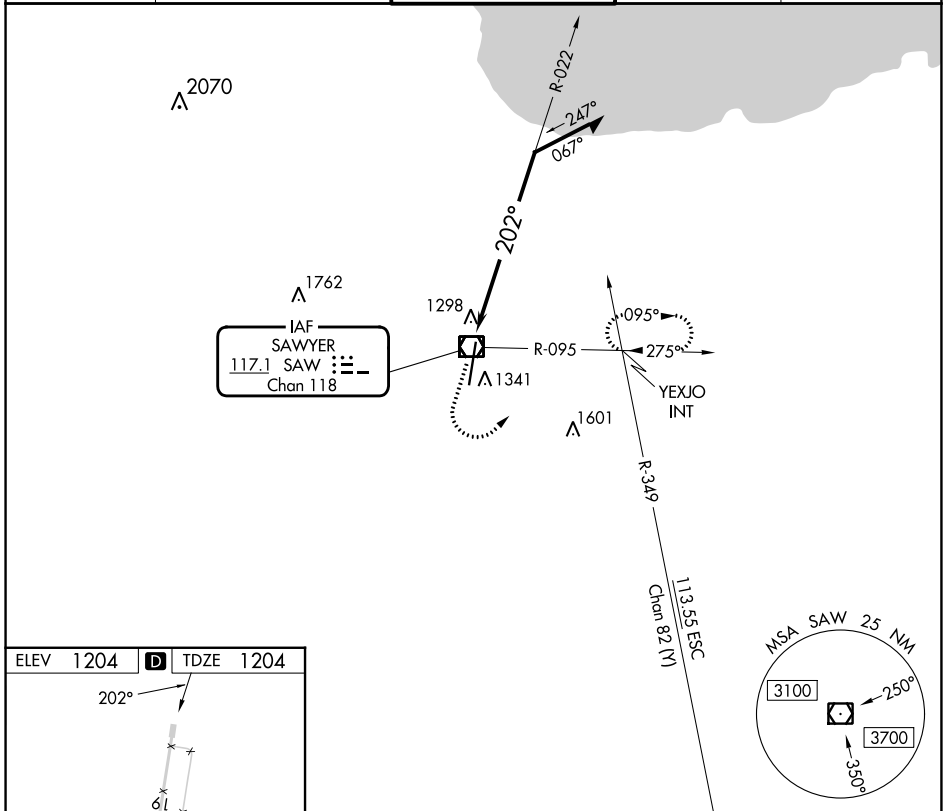 2070
R-022
247°
067°
202°
1762
1298
IAF
SAWYER
117.1 SAW
Chan 118
R-095
095°
275°
1341
YEXJO
INT
1601
R-349
113.55 ESC
Chan 82 (Y)
MSA SAW 25 NM
3100
250°
3700
350°
ELEV 1204 D TDZE 1204
202°